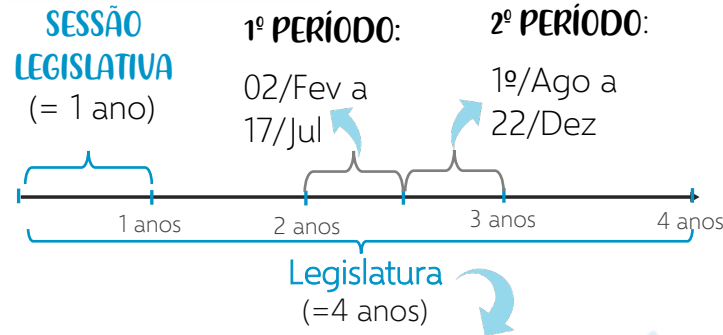 SESSÃO
LEGISLATIVA
(= 1 ano)
1º PERÍODO:
02/Fev a
17/Jul
2º PERÍODO:
1º/Ago a
22/Dez
1 anos
2 anos
3 anos
4 anos
Legislatura
(=4 anos)